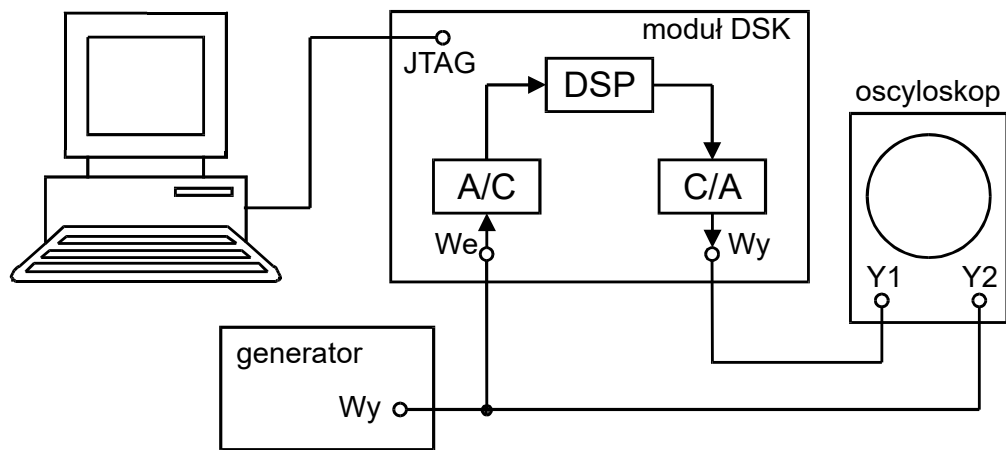 moduł DSK
JTAG
DSP
oscyloskop
A/C
C/A
We
Wy
Y1
Y2
generator
Wy